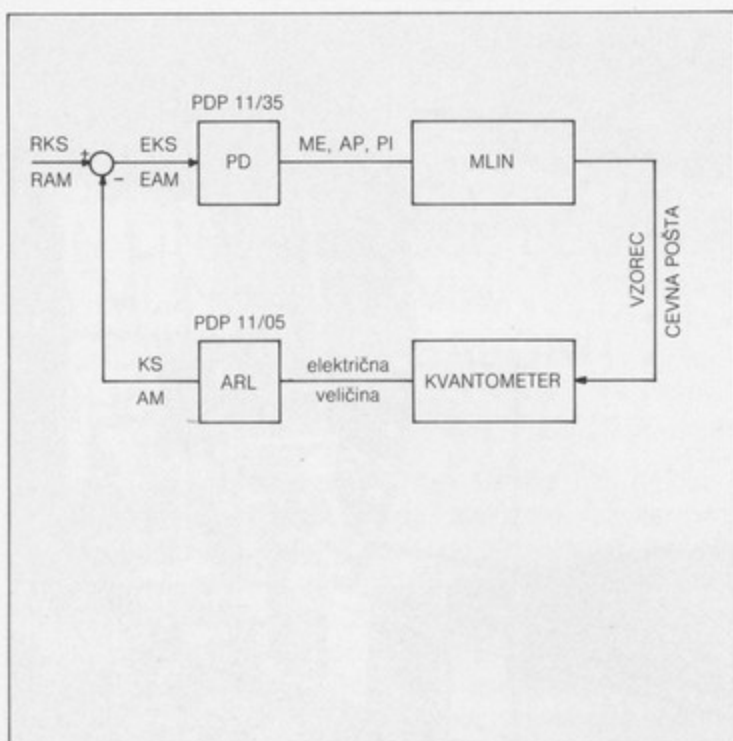 PDP 11/35
RKS
EKS
ME, AP, PI
+
PD
MLIN
RAM
–
EAM
VZOREC
CEVNA POŠTA
PDP 11/05
KS
električna
ARL
KVANTOMETER
AM
veličina